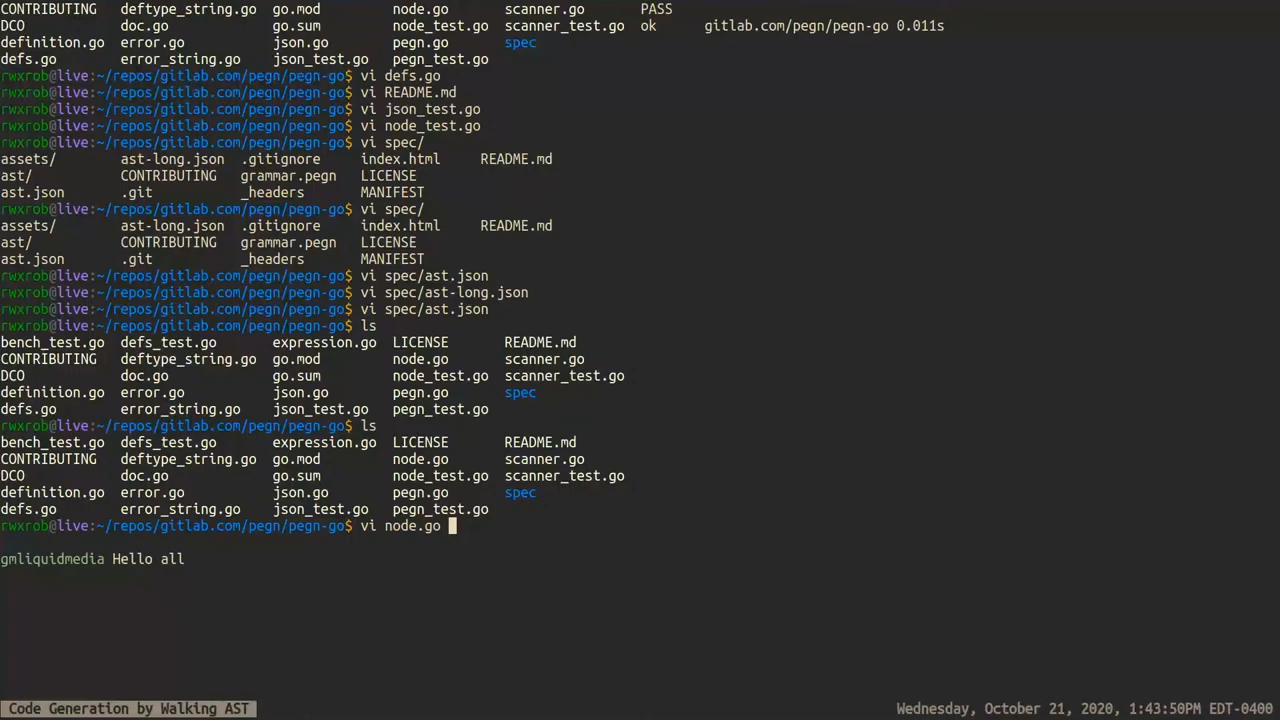 CONTRIBUTING deftype_string.go go.mod node.go scanner.go PASS
DCO doc.go go.sum node_test.go scanner_test.go ok gitlab.com/pegn/pegn-go 0.011s
definition.go error.go json.go pegn.go spec
defs.go error_string.go json_test.go pegn_test.go
rwxrob@live:~/repos/gitlab.com/pegn/pegn-go$ vi defs.go
rwxrob@live:~/repos/gitlab.com/pegn/pegn-go$ vi README.md
rwxrob@live:~/repos/gitlab.com/pegn/pegn-go$ vi json_test.go
rwxrob@live:~/repos/gitlab.com/pegn/pegn-go$ vi node_test.go
rwxrob@live:~/repos/gitlab.com/pegn/pegn-go$ vi spec/
assets/ ast-long.json .gitignore index.html README.md
ast/ CONTRIBUTING grammar.pegn LICENSE
ast.json .git _headers MANIFEST
rwxrob@live:~/repos/gitlab.com/pegn/pegn-go$ vi spec/
assets/ ast-long.json .gitignore index.html README.md
ast/ CONTRIBUTING grammar.pegn LICENSE
ast.json .git _headers MANIFEST
rwxrob@live:~/repos/gitlab.com/pegn/pegn-go$ vi spec/ast.json
rwxrob@live:~/repos/gitlab.com/pegn/pegn-go$ vi spec/ast-long.json
rwxrob@live:~/repos/gitlab.com/pegn/pegn-go$ vi spec/ast.json
rwxrob@live:~/repos/gitlab.com/pegn/pegn-go$ ls
bench_test.go defs_test.go expression.go LICENSE README.md
CONTRIBUTING deftype_string.go go.mod node.go scanner.go
DCO doc.go go.sum node_test.go scanner_test.go
definition.go error.go json.go pegn.go spec
defs.go error_string.go json_test.go pegn_test.go
rwxrob@live:~/repos/gitlab.com/pegn/pegn-go$ ls
bench_test.go defs_test.go expression.go LICENSE README.md
CONTRIBUTING deftype_string.go go.mod node.go scanner.go
DCO doc.go go.sum node_test.go scanner_test.go
definition.go error.go json.go pegn.go spec
defs.go error_string.go json_test.go pegn_test.go
rwxrob@live:~/repos/gitlab.com/pegn/pegn-go$ vi node.go
gmliquidmedia Hello all
Code Generation by Walking AST Wednesday, October 21, 2020, 1:43:50PM EDT-0400